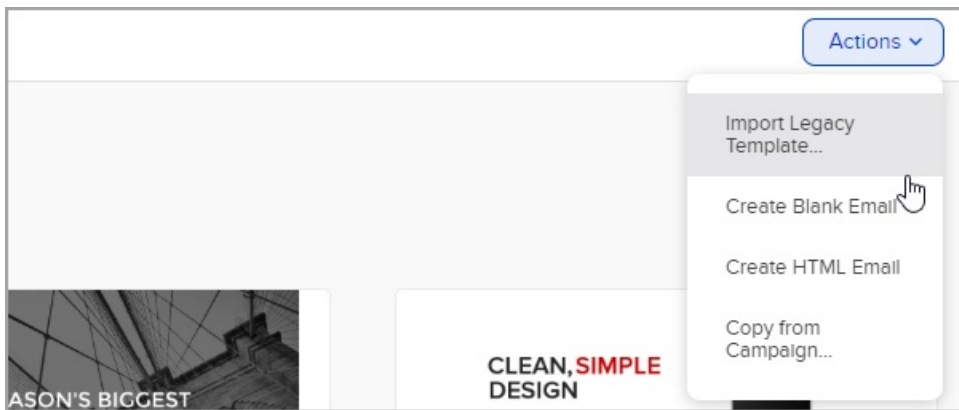 Actions
Import Legacy
Template...
Create Blank Email
Create HTML Email
Copy from
Campaign...
ASON'S BIGGEST
CLEAN, SIMPLE
DESIGN